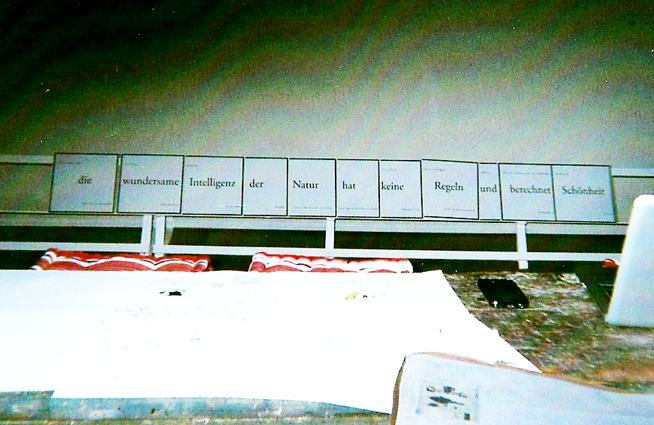 die wundersame Intelligenz der Natur hat keine Regeln und berechnet Schönheit